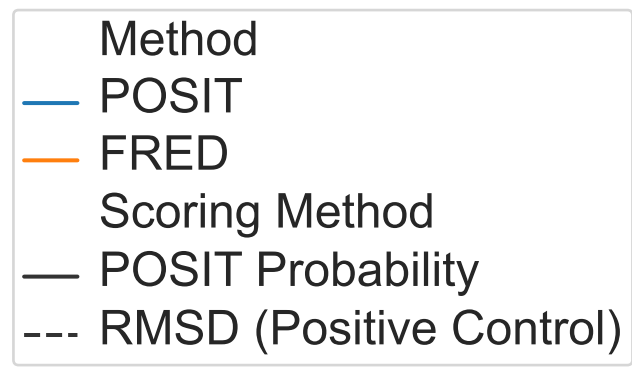 Method
POSIT
FRED
Scoring Method
POSIT Probability
RMSD (Positive Control)